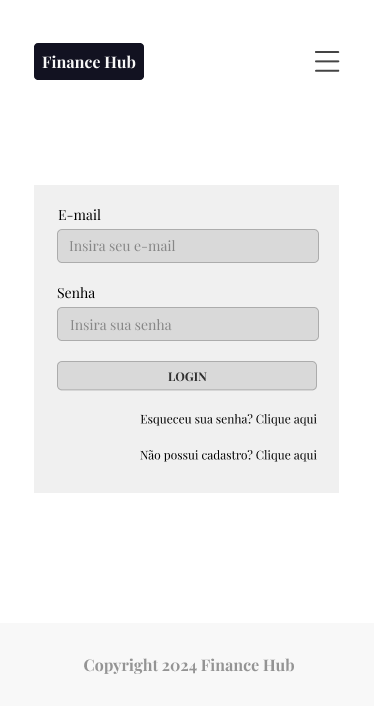 Finance Hub
E-mail
Insira seu e-mail
Senha
Insira sua senha
LOGIN
Esqueceu sua senha? Clique aqui
Não possui cadastro? Clique aqui
Copyright 2024 Finance Hub